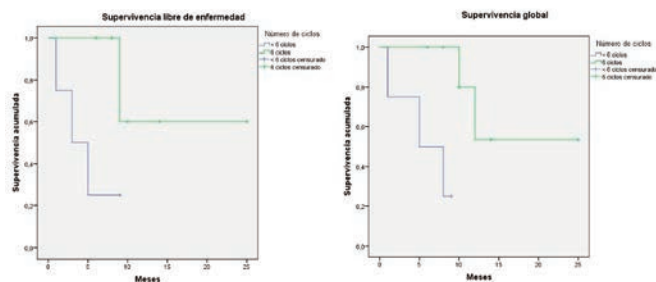 Supervivencia libre de enfermedad
Supervivencia acumulada
1,0
0,8
0,6
0,4
0,2
0,0
0 5 10 15 20 25
Meses
Número de ciclos
< 6 ciclos
6 ciclos
< 6 ciclos censurado
6 ciclos censurado
Supervivencia global
Supervivencia acumulada
1,0
0,8
0,6
0,4
0,2
0,0
0 5 10 15 20 25
Meses
Número de ciclos
< 6 ciclos
6 ciclos
< 6 ciclos censurado
6 ciclos censurado